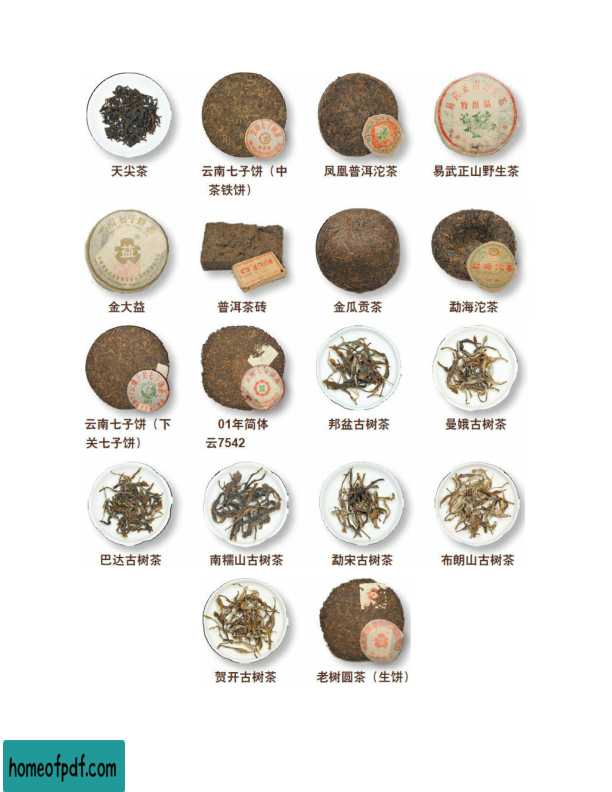 天尖茶
云南七子饼（中
茶铁饼）
凤凰普洱沱茶
易武正山野生茶
特级品
金大益
益
普洱茶砖
金瓜贡茶
勐海沱茶
云南七子饼（下
关七子饼）
01年简体
云7542
邦盆古树茶
曼娥古树茶
巴达古树茶
南糯山古树茶
勐宋古树茶
布朗山古树茶
贺开古树茶
老树圆茶（生饼）
homeofpdf.com